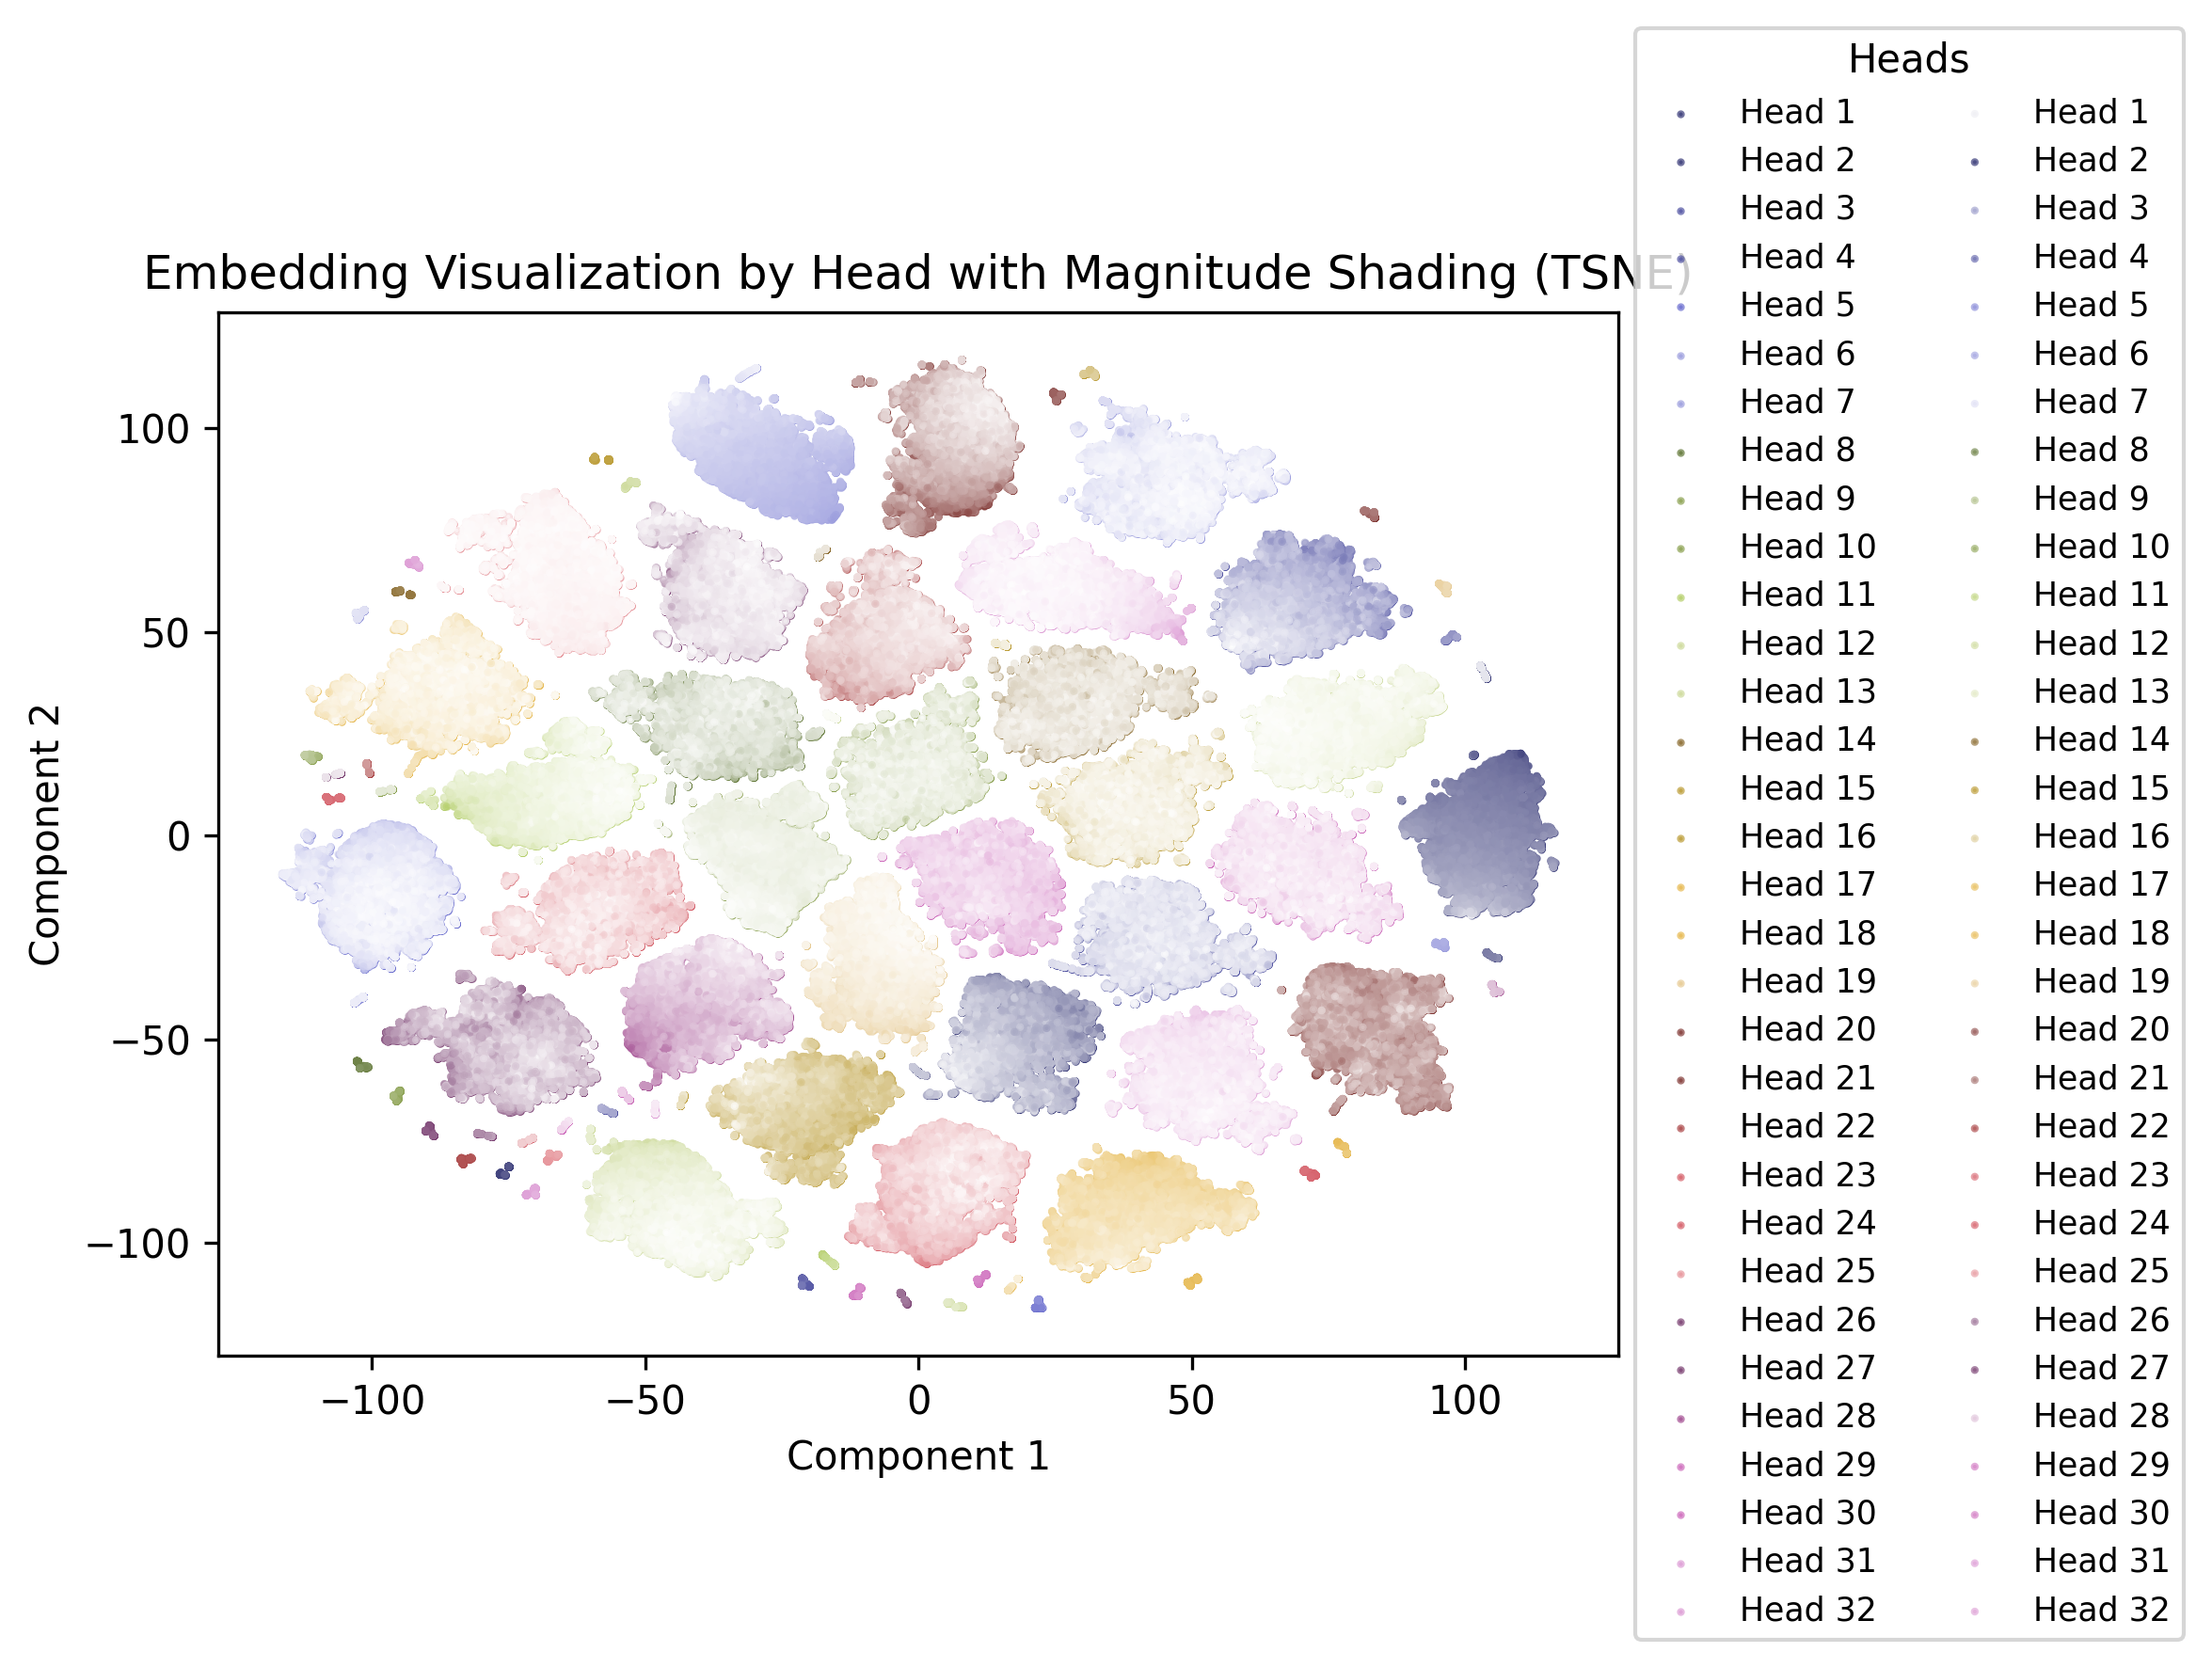 Embedding Visualization by Head with Magnitude Shading (TSNE)
Component 2
100
50
0
−50
−100
−100
−50
0
50
100
Component 1
Heads
Head 1
Head 2
Head 3
Head 4
Head 5
Head 6
Head 7
Head 8
Head 9
Head 10
Head 11
Head 12
Head 13
Head 14
Head 15
Head 16
Head 17
Head 18
Head 19
Head 20
Head 21
Head 22
Head 23
Head 24
Head 25
Head 26
Head 27
Head 28
Head 29
Head 30
Head 31
Head 32
Head 1
Head 2
Head 3
Head 4
Head 5
Head 6
Head 7
Head 8
Head 9
Head 10
Head 11
Head 12
Head 13
Head 14
Head 15
Head 16
Head 17
Head 18
Head 19
Head 20
Head 21
Head 22
Head 23
Head 24
Head 25
Head 26
Head 27
Head 28
Head 29
Head 30
Head 31
Head 32